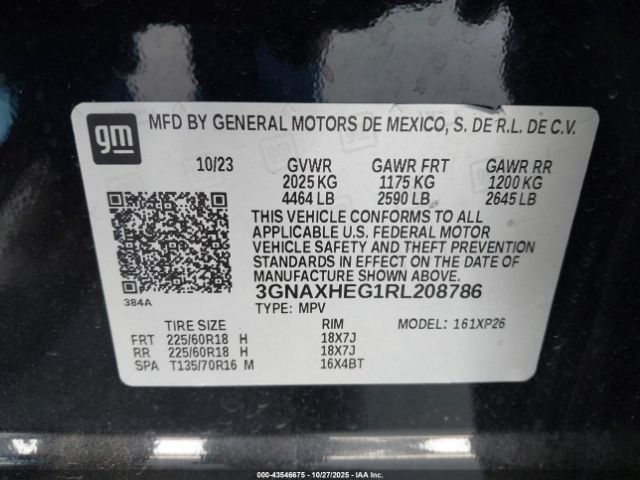 gm MFD BY GENERAL MOTORS DE MEXICO, S. DE R.L. DE C.V.
10/23 GVWR GAWR FRT GAWR RR
2025 KG 1175 KG 1200 KG
4464 LB 2590 LB 2645 LB
THIS VEHICLE CONFORMS TO ALL
APPLICABLE U.S. FEDERAL MOTOR
VEHICLE SAFETY AND THEFT PREVENTION
STANDARDS IN EFFECT ON THE DATE OF
MANUFACTURE SHOWN ABOVE.
384A 3GNAXHEG1RL208786
TYPE: MPV
TIRE SIZE RIM MODEL: 161XP26
FRT 225/60R18 H 18X7J
RR 225/60R18 H 18X7J
SPA T135/70R16 M 16X4BT
000-43546675 - 10/27/2025 - IAA Inc.